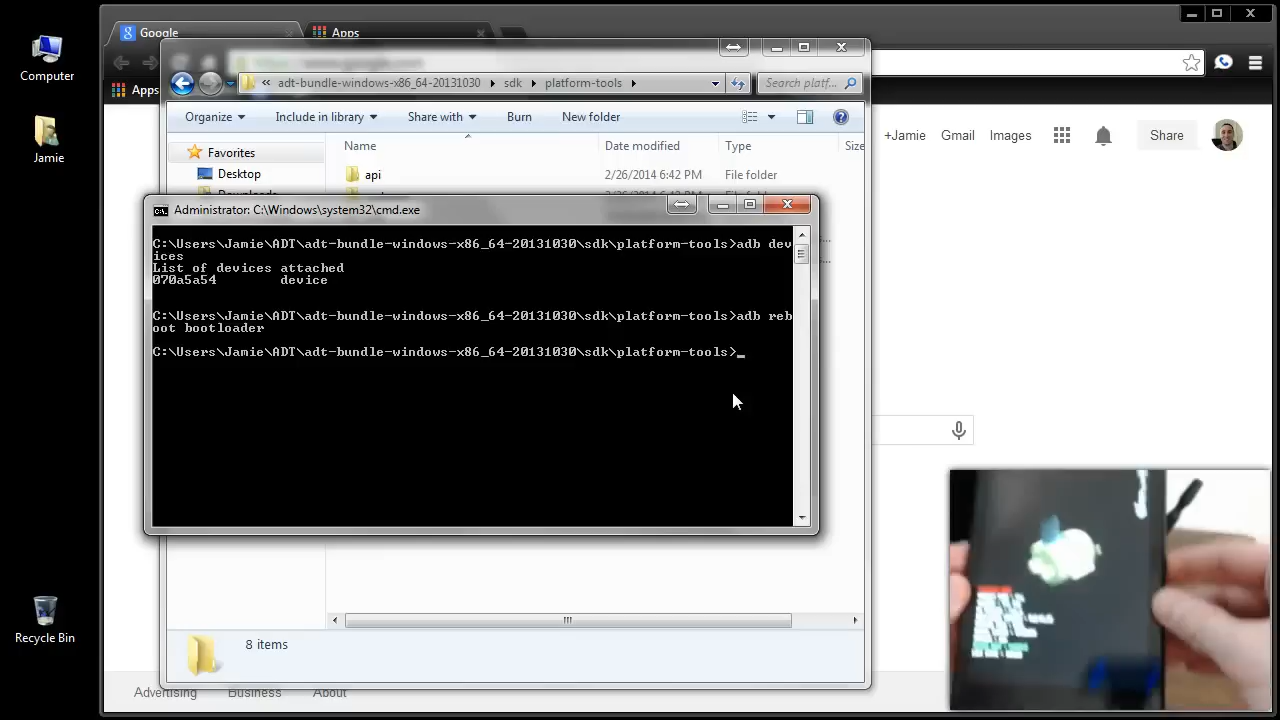 Google
Apps
Computer
adt-bundle-windows-x86_64-20131030
sdk
platform-tools
Search platf...
Apps
Organize
Include in library
Share with
Burn
New folder
+Jamie
Gmail
Images
Share
Jamie
Favorites
Name
Date modified
Type
Size
Desktop
api
2/26/2014 6:42 PM
File folder
Administrator: C:\Windows\system32\cmd.exe
C:\Users\Jamie\ADT\adt-bundle-windows-x86_64-20131030\sdk\platform-tools>adb dev
ices
List of devices attached
070a5a54 device
C:\Users\Jamie\ADT\adt-bundle-windows-x86_64-20131030\sdk\platform-tools>adb reb
oot bootloader
C:\Users\Jamie\ADT\adt-bundle-windows-x86_64-20131030\sdk\platform-tools>_
Recycle Bin
8 items
Advertising
Business
About